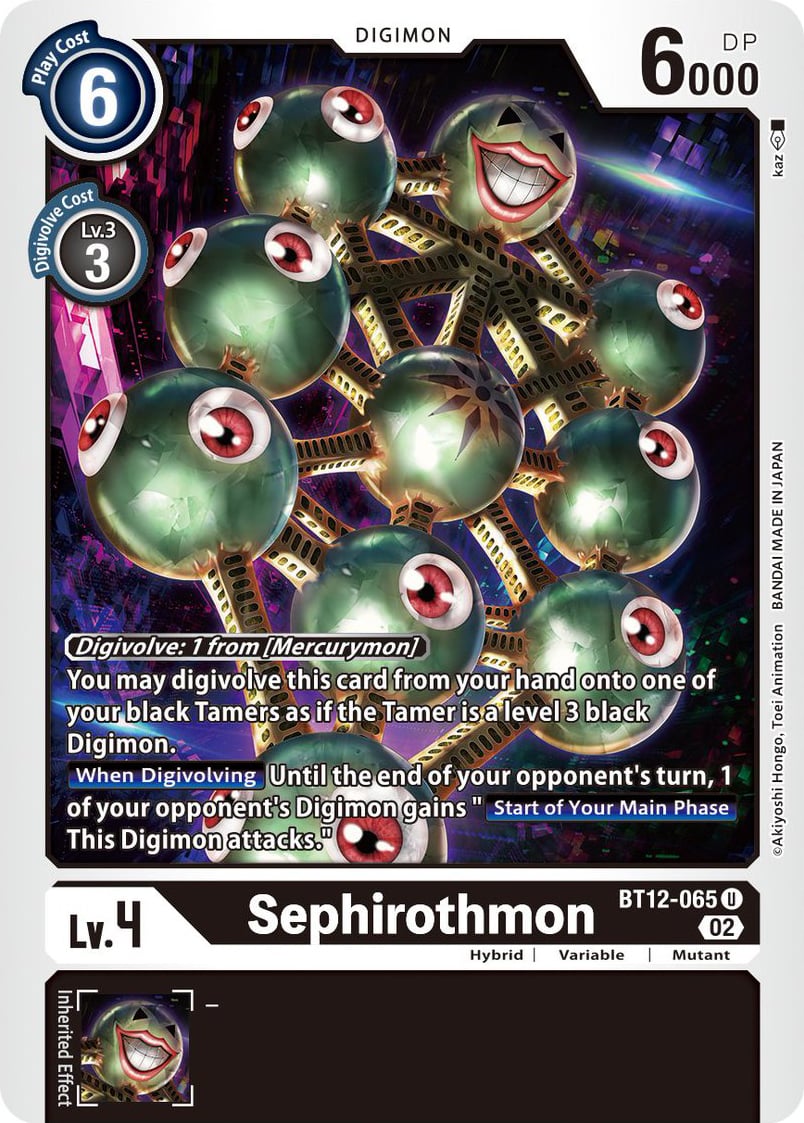 DIGIMON
Play Cost
6
DP
6000
kaz
Digivolve Cost
Lv.3
3
Digivolve: 1 from [Mercurymon]
You may digivolve this card from your hand onto one of
your black Tamers as if the Tamer is a level 3 black
Digimon.
When Digivolving Until the end of your opponent's turn, 1
of your opponent's Digimon gains " Start of Your Main Phase
This Digimon attacks."
©Akiyoshi Hongo, Toei Animation BANDAI MADE IN JAPAN
Lv.4
Sephirothmon
BT12-065 U
02
Hybrid | Variable | Mutant
Inherited Effect
–